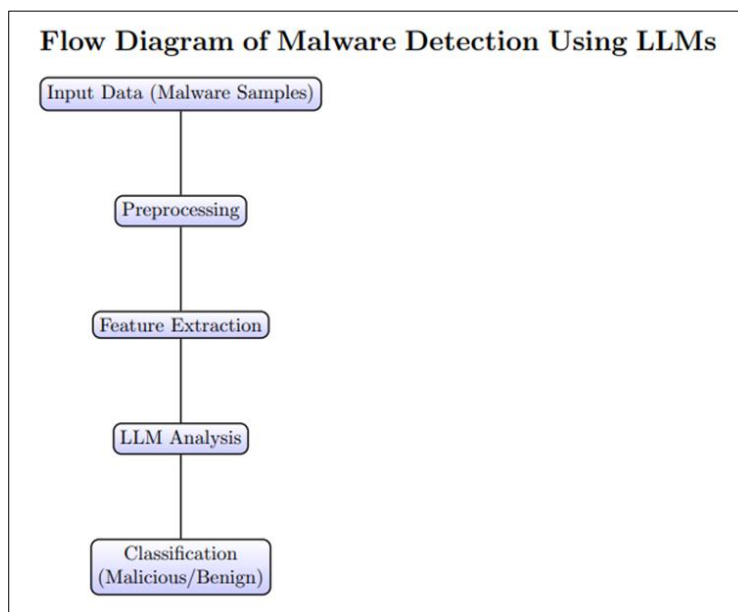 Flow Diagram of Malware Detection Using LLMs
Input Data (Malware Samples)
Preprocessing
Feature Extraction
LLM Analysis
Classification
(Malicious/Benign)